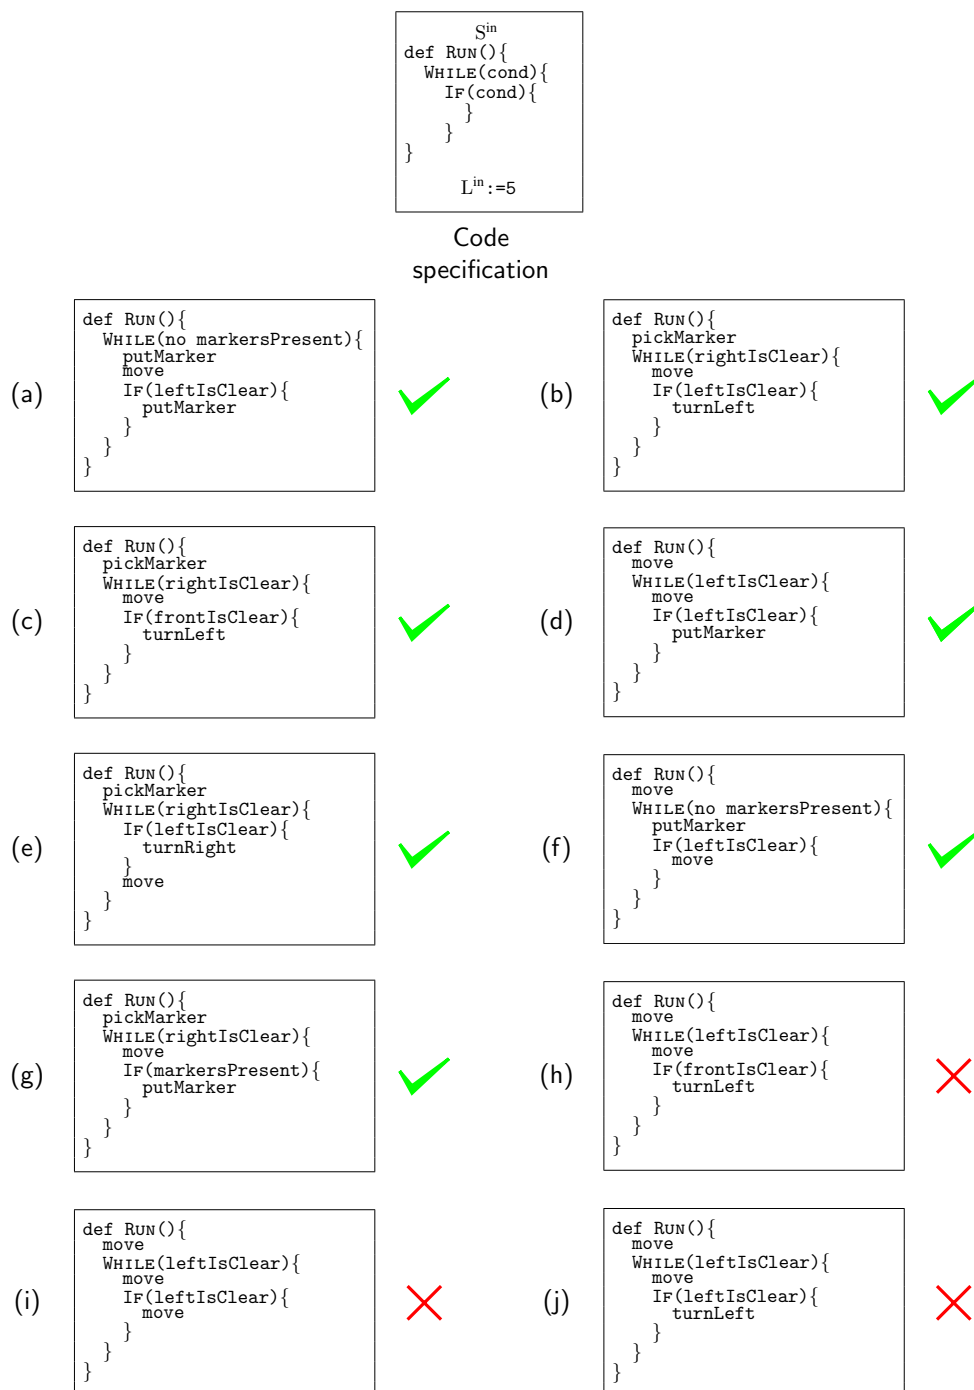 S^in
def RUN(){
WHILE(cond){
IF(cond){
}
}
}
L^in:=5
Code
specification
(a)
def RUN(){
WHILE(no markersPresent){
putMarker
move
IF(leftIsClear){
putMarker
}
}
}
(b)
def RUN(){
pickMarker
WHILE(rightIsClear){
move
IF(leftIsClear){
turnLeft
}
}
}
(c)
def RUN(){
pickMarker
WHILE(rightIsClear){
move
IF(frontIsClear){
turnLeft
}
}
}
(d)
def RUN(){
move
WHILE(leftIsClear){
move
IF(leftIsClear){
putMarker
}
}
}
(e)
def RUN(){
pickMarker
WHILE(rightIsClear){
IF(leftIsClear){
turnRight
}
move
}
}
(f)
def RUN(){
move
WHILE(no markersPresent){
putMarker
IF(leftIsClear){
move
}
}
}
(g)
def RUN(){
pickMarker
WHILE(rightIsClear){
move
IF(markersPresent){
putMarker
}
}
}
(h)
def RUN(){
move
WHILE(leftIsClear){
move
IF(frontIsClear){
turnLeft
}
}
}
(i)
def RUN(){
move
WHILE(leftIsClear){
move
IF(leftIsClear){
move
}
}
}
(j)
def RUN(){
move
WHILE(leftIsClear){
move
IF(leftIsClear){
turnLeft
}
}
}